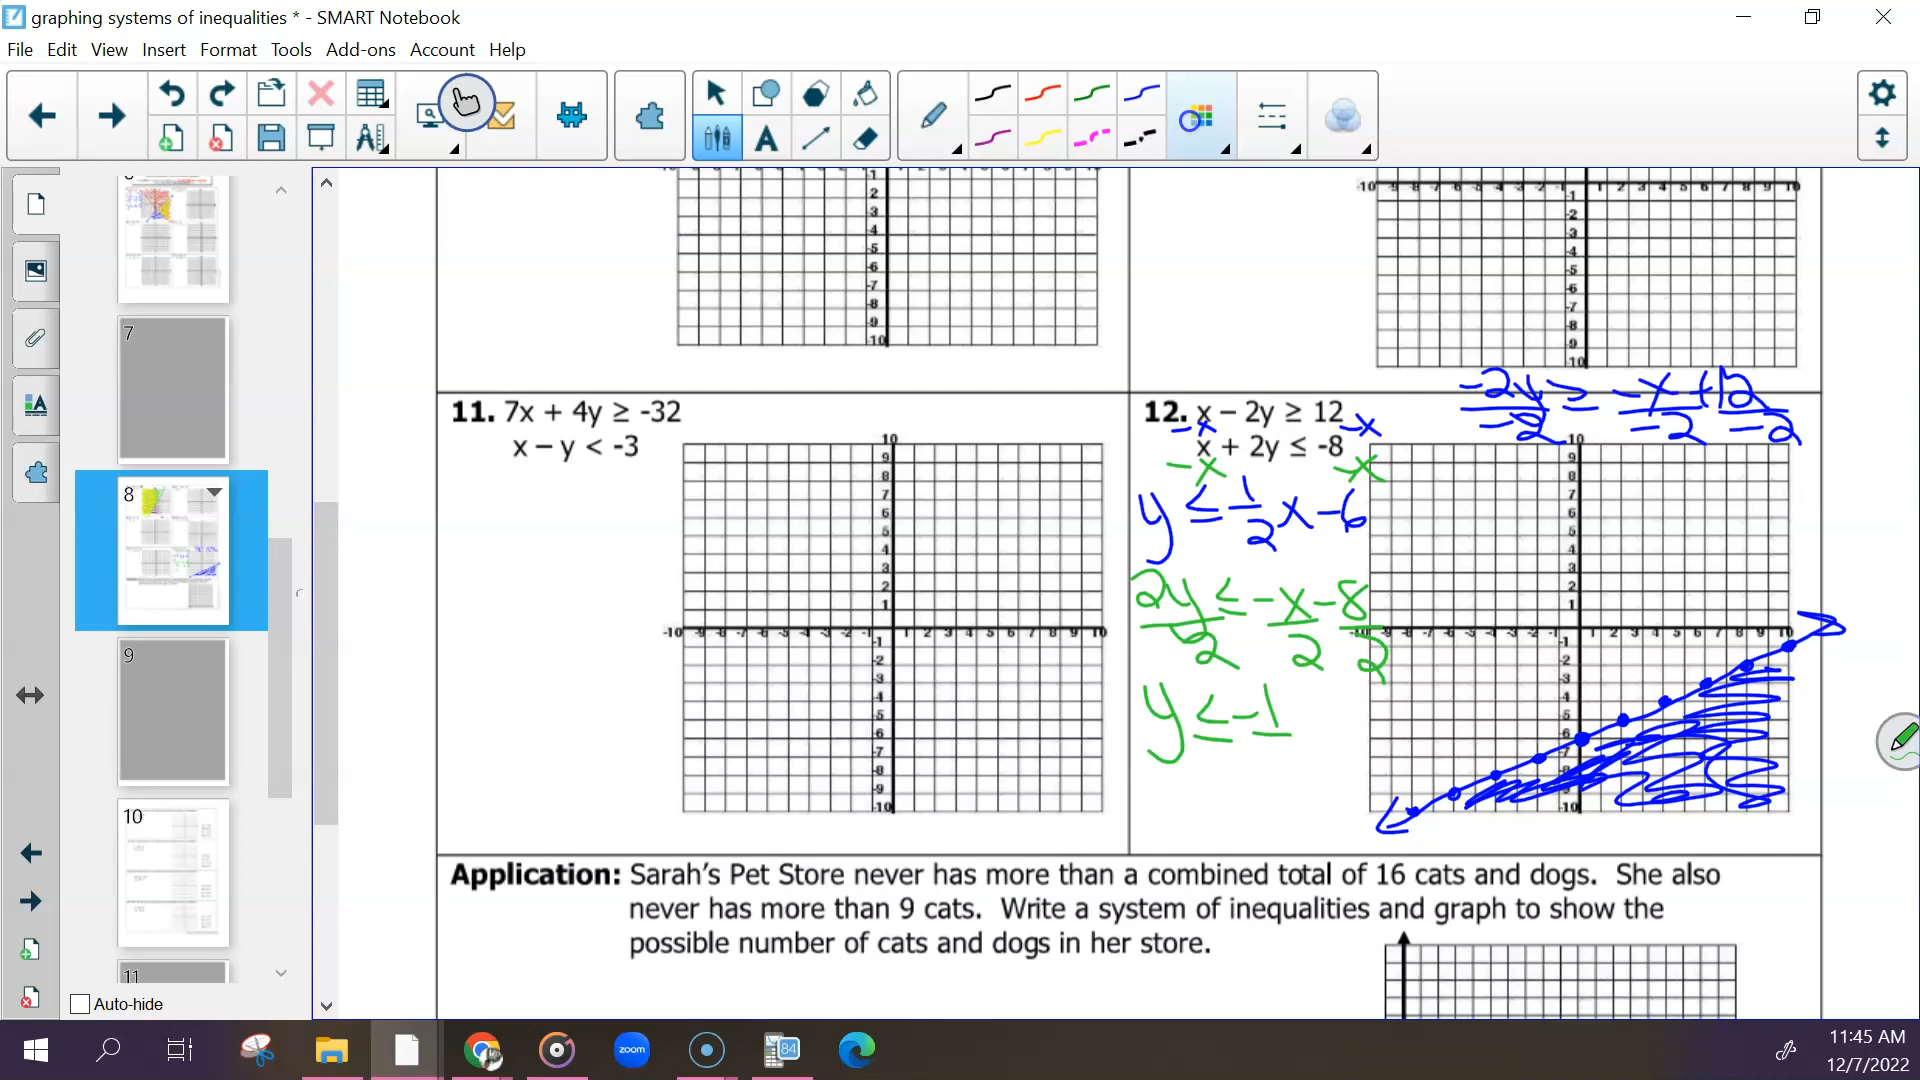 graphing systems of inequalities * - SMART Notebook
File Edit View Insert Format Tools Add-ons Account Help
7
8
9
10
11
Auto-hide
11. 7x + 4y ≥ -32
x – y < -3
12. x – 2y ≥ 12
-x -x
x + 2y ≤ -8
-x -x
-2y ≥ -x + 12
-2 -2 -2
y ≤ 1/2 x - 6
2y ≤ -x - 8
2 2 2
y ≤ -1
Application: Sarah's Pet Store never has more than a combined total of 16 cats and dogs. She also
never has more than 9 cats. Write a system of inequalities and graph to show the
possible number of cats and dogs in her store.
zoom
84
11:45 AM
12/7/2022